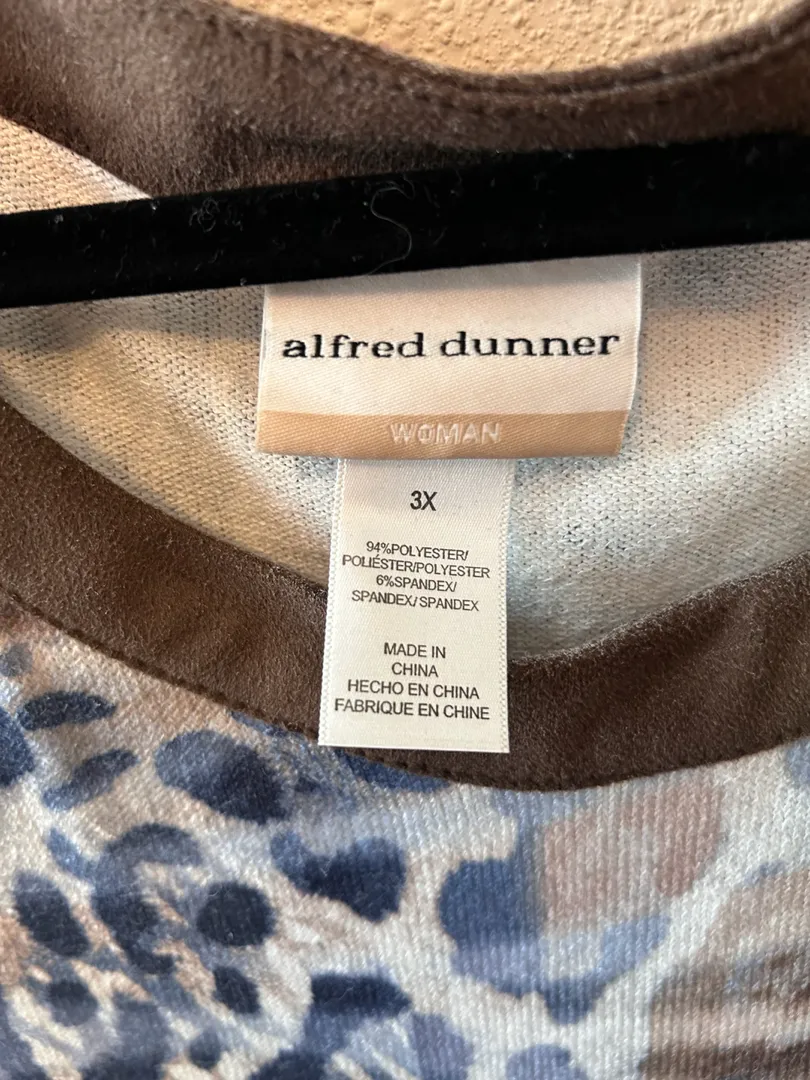 alfred dunner
WOMAN
3X
94%POLYESTER/
POLIÉSTER/POLYESTER
6%SPANDEX/
SPANDEX/SPANDEX
MADE IN
CHINA
HECHO EN CHINA
FABRIQUE EN CHINE